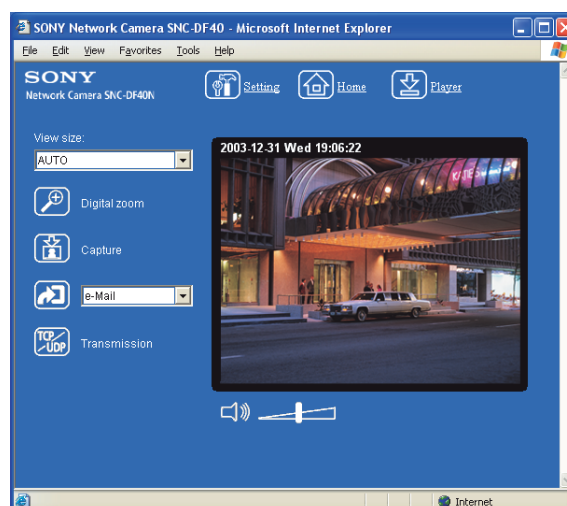 SONY Network Camera SNC-DF40 - Microsoft Internet Explorer
File Edit View Favorites Tools Help
SONY
Network Camera SNC-DF40N
Setting Home Player
View size:
AUTO
2003-12-31 Wed 19:06:22
KATIES
Digital zoom
Capture
e-Mail
TCP/UDP
Transmission
Internet